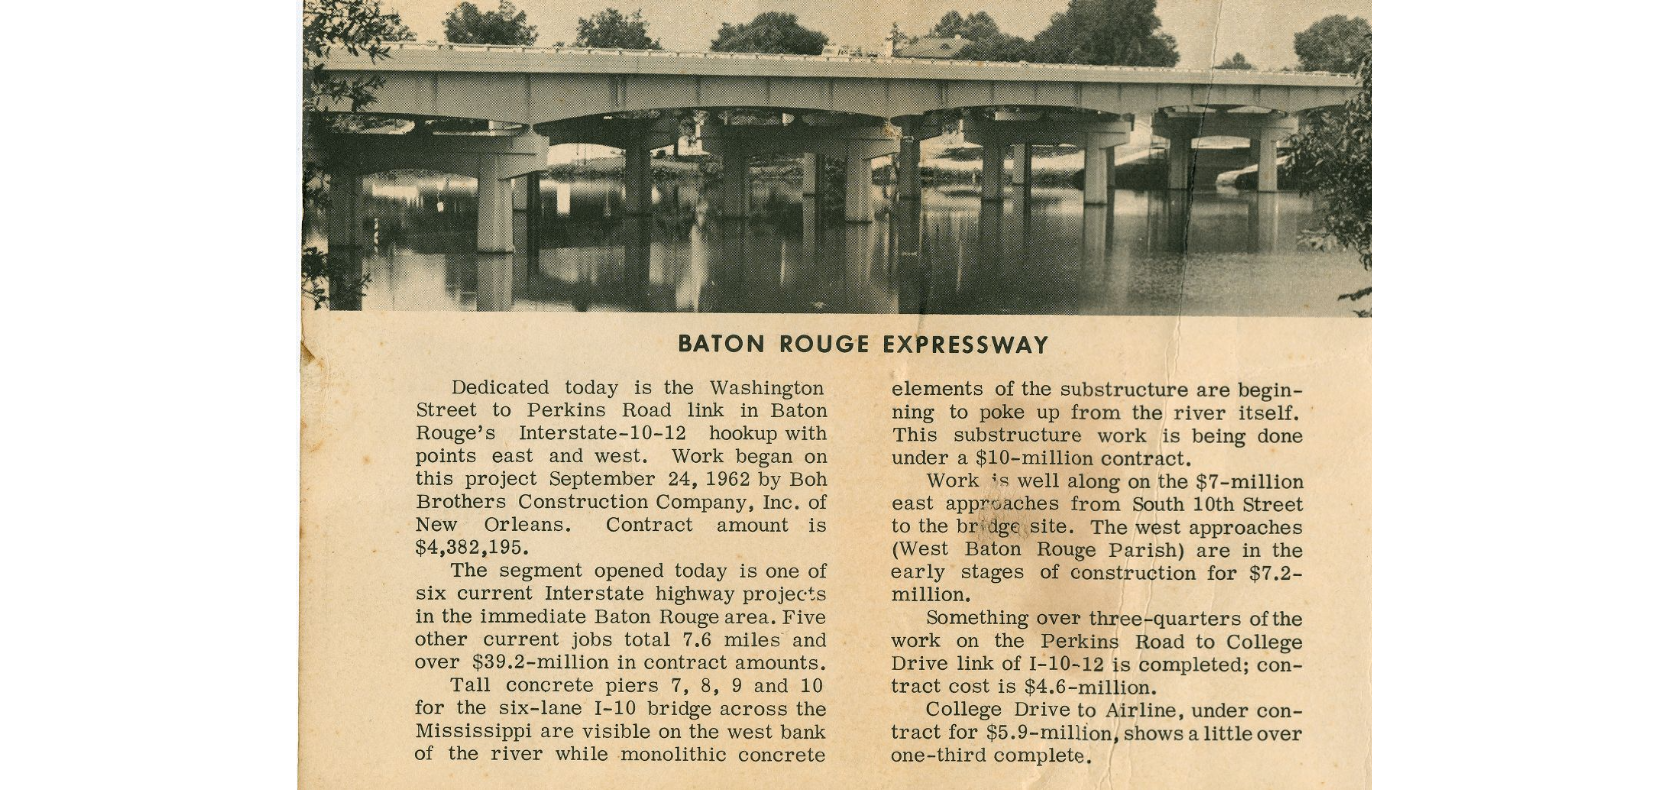 BATON ROUGE EXPRESSWAY
Dedicated today is the Washington
Street to Perkins Road link in Baton
Rouge's Interstate-10-12 hookup with
points east and west. Work began on
this project September 24, 1962 by Boh
Brothers Construction Company, Inc. of
New Orleans. Contract amount is
$4,382,195.
The segment opened today is one of
six current Interstate highway projects
in the immediate Baton Rouge area. Five
other current jobs total 7.6 miles and
over $39.2-million in contract amounts.
Tall concrete piers 7, 8, 9 and 10
for the six-lane I-10 bridge across the
Mississippi are visible on the west bank
of the river while monolithic concrete
elements of the substructure are begin-
ning to poke up from the river itself.
This substructure work is being done
under a $10-million contract.
Work is well along on the $7-million
east approaches from South 10th Street
to the bridge site. The west approaches
(West Baton Rouge Parish) are in the
early stages of construction for $7.2-
million.
Something over three-quarters of the
work on the Perkins Road to College
Drive link of I-10-12 is completed; con-
tract cost is $4.6-million.
College Drive to Airline, under con-
tract for $5.9-million, shows a little over
one-third complete.